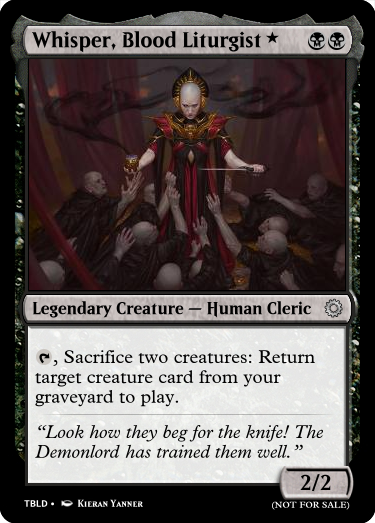 Whisper, Blood Liturgist ★
Legendary Creature — Human Cleric
, Sacrifice two creatures: Return
target creature card from your
graveyard to play.
“Look how they beg for the knife! The
Demonlord has trained them well.”
2/2
TBLD • Kieran Yanner
(NOT FOR SALE)